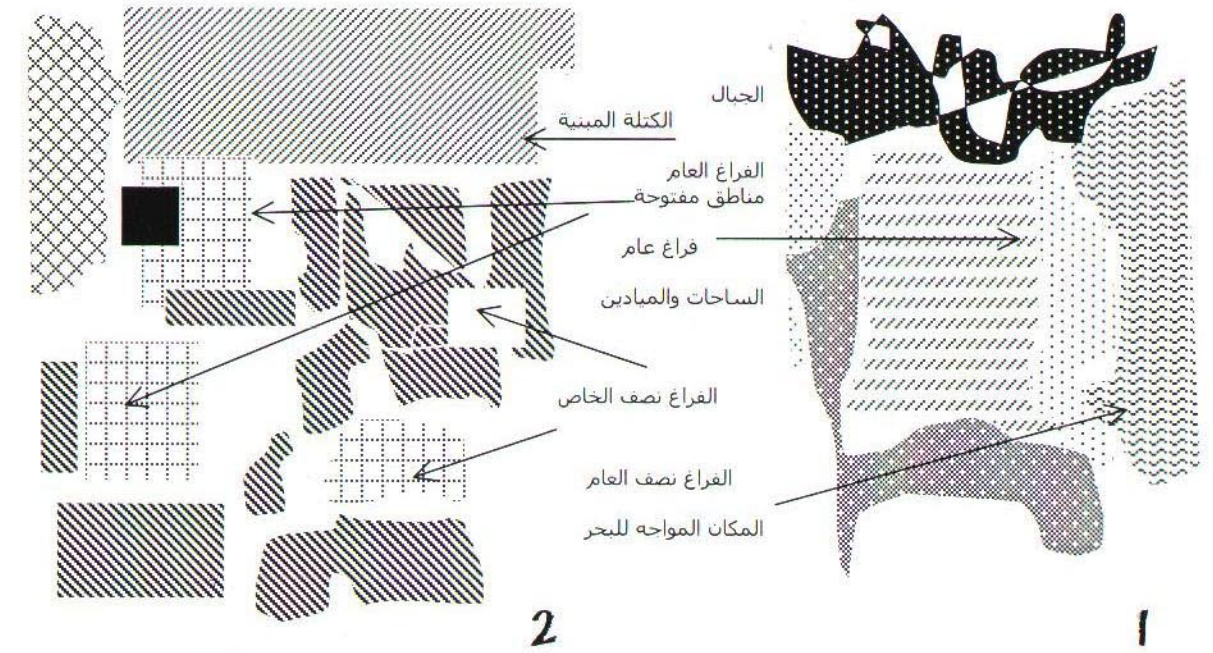 الجبال
الكتلة المبنية
الفراغ العام
مناطق مفتوحة
فراغ عام
الساحات والميادين
الفراغ نصف الخاص
الفراغ نصف العام
المكان المواجه للبحر
2
1